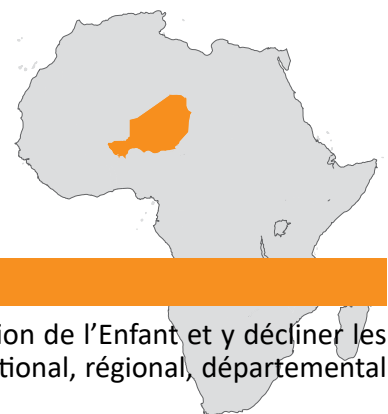 ion de l’Enfant et y décliner les
tional, régional, départemental